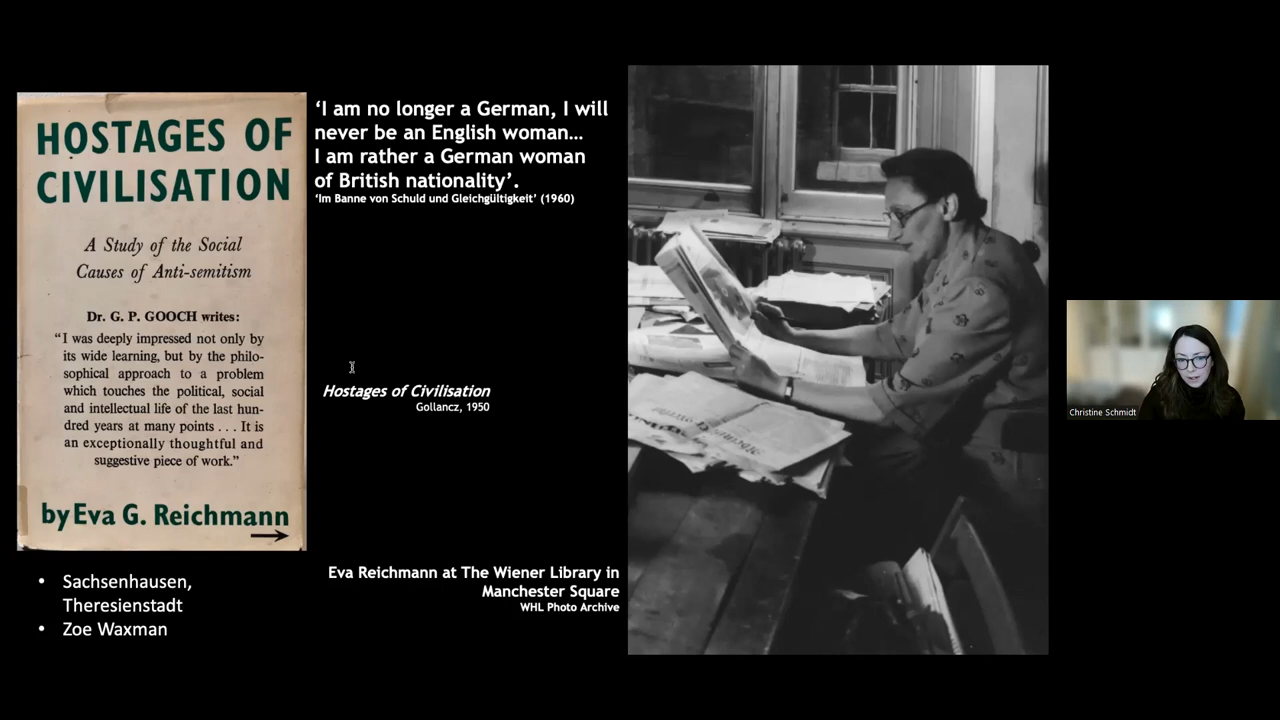 HOSTAGES OF
CIVILISATION
A Study of the Social
Causes of Anti-semitism
Dr. G. P. GOOCH writes:
“I was deeply impressed not only by
its wide learning, but by the philo-
sophical approach to a problem
which touches the political, social
and intellectual life of the last hun-
dred years at many points . . . It is
an exceptionally thoughtful and
suggestive piece of work.”
by Eva G. Reichmann
• Sachsenhausen,
Theresienstadt
• Zoe Waxman
‘I am no longer a German, I will
never be an English woman…
I am rather a German woman
of British nationality’.
‘Im Banne von Schuld und Gleichgültigkeit’ (1960)
Hostages of Civilisation
Gollancz, 1950
Eva Reichmann at The Wiener Library in
Manchester Square
WHL Photo Archive
Christine Schmidt